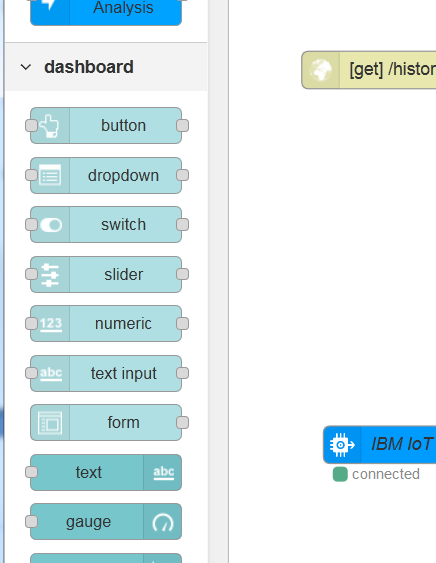 Analysis
dashboard
[get] /histor
button
dropdown
switch
slider
123 numeric
abc text input
form
IBM IoT
connected
text abc
gauge